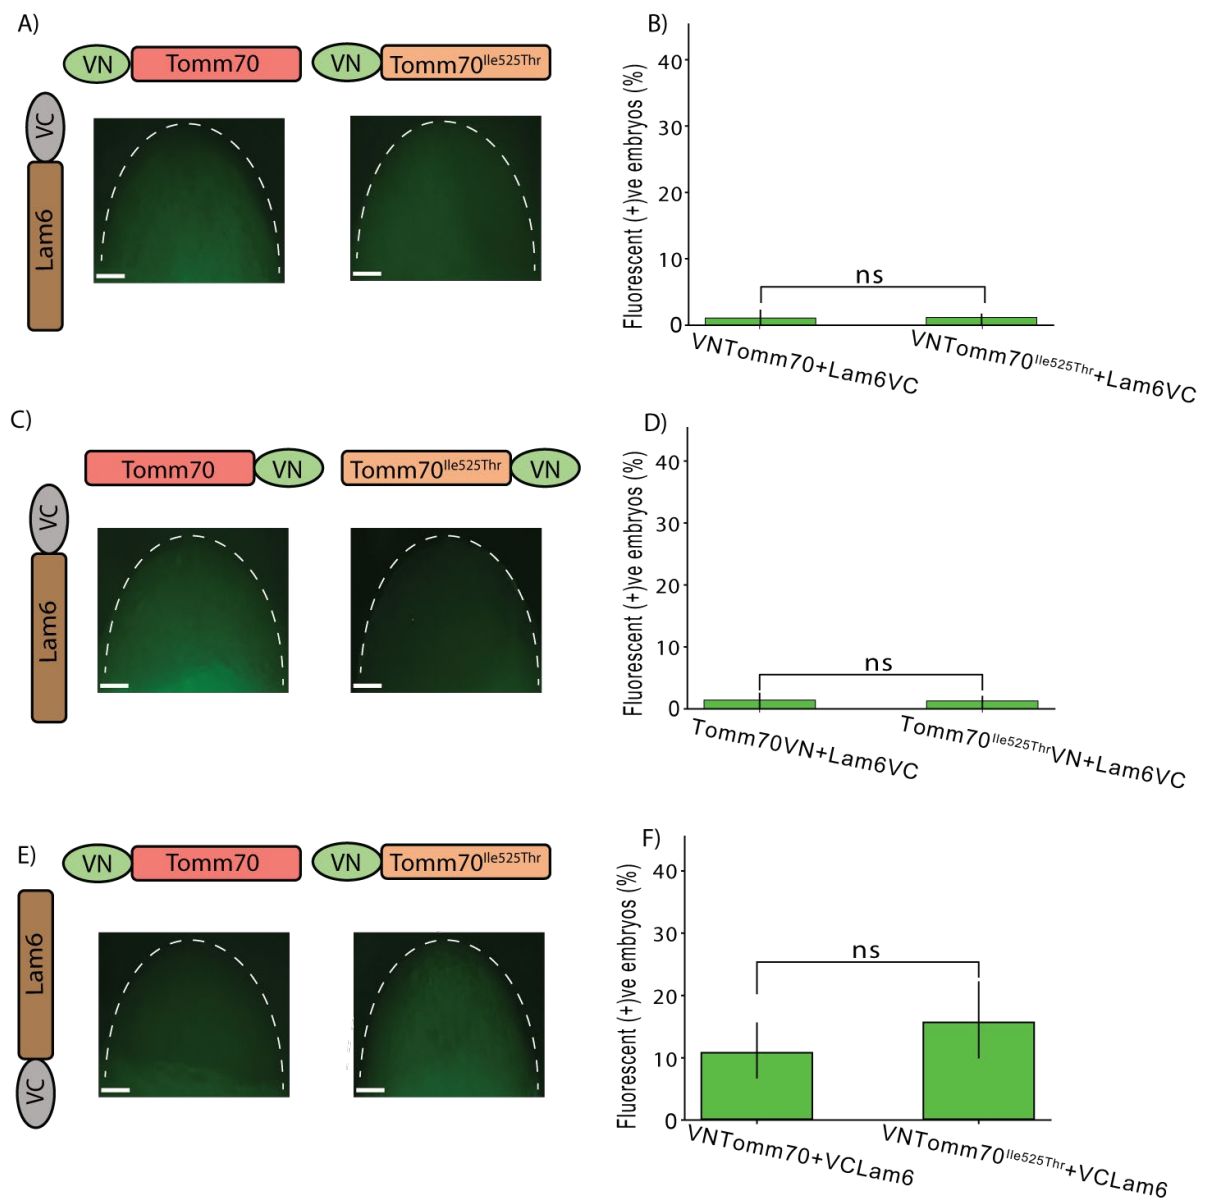 A)
VN Tomm70 VN Tomm70Ile525Thr
VC
Lam6
B)
Fluorescent (+)ve embryos (%)
40
30
20
10
0
ns
VNTomm70+Lam6VC
VNTomm70Ile525Thr+Lam6VC
C)
Tomm70 VN Tomm70Ile525Thr VN
VC
Lam6
D)
Fluorescent (+)ve embryos (%)
40
30
20
10
0
ns
Tomm70VN+Lam6VC
Tomm70Ile525ThrVN+Lam6VC
E)
VN Tomm70 VN Tomm70Ile525Thr
Lam6
VC
F)
Fluorescent (+)ve embryos (%)
40
30
20
10
0
ns
VNTomm70+VCLam6
VNTomm70Ile525Thr+VCLam6